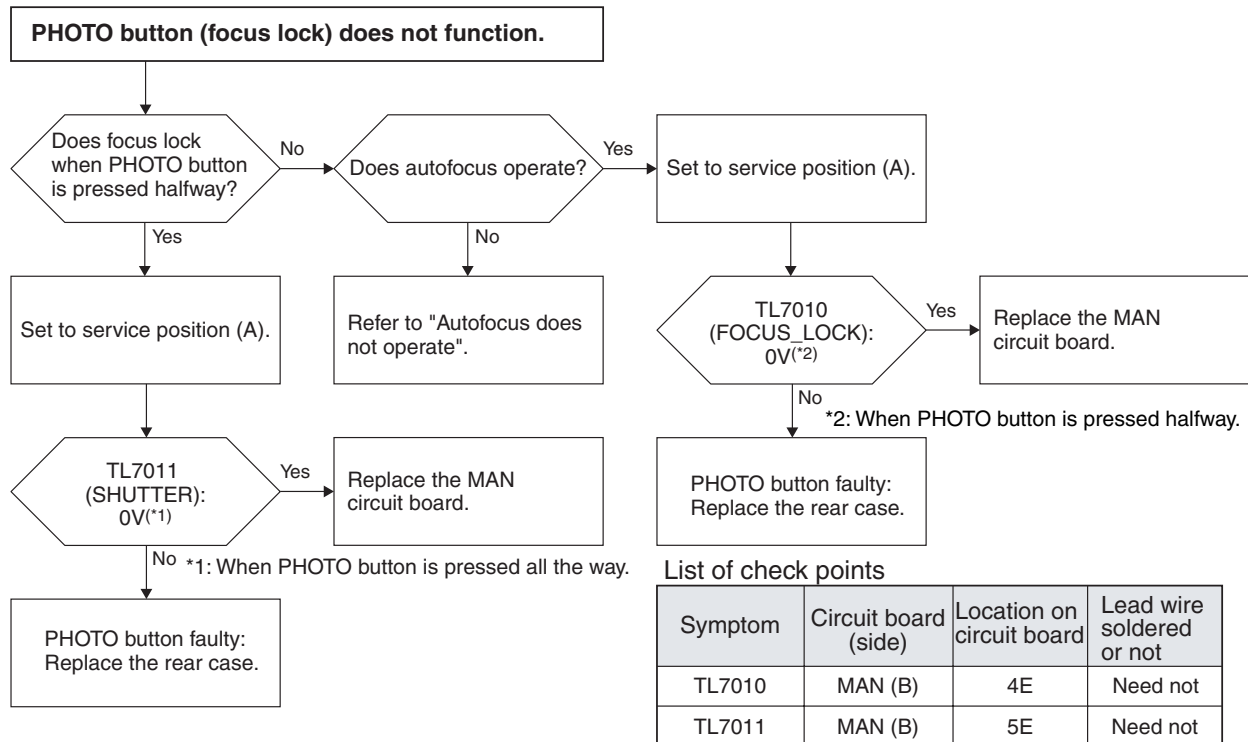 PHOTO button (focus lock) does not function.
Does focus lock
when PHOTO button
is pressed halfway?
No
Does autofocus operate?
Yes
Set to service position (A).
Yes
No
Set to service position (A).
Refer to "Autofocus does
not operate".
TL7010
(FOCUS_LOCK):
0V(*2)
Yes
Replace the MAN
circuit board.
No
*2: When PHOTO button is pressed halfway.
TL7011
(SHUTTER):
0V(*1)
Yes
Replace the MAN
circuit board.
PHOTO button faulty:
Replace the rear case.
No
*1: When PHOTO button is pressed all the way.
PHOTO button faulty:
Replace the rear case.
List of check points
Symptom
Circuit board
(side)
Location on
circuit board
Lead wire
soldered
or not
TL7010
MAN (B)
4E
Need not
TL7011
MAN (B)
5E
Need not